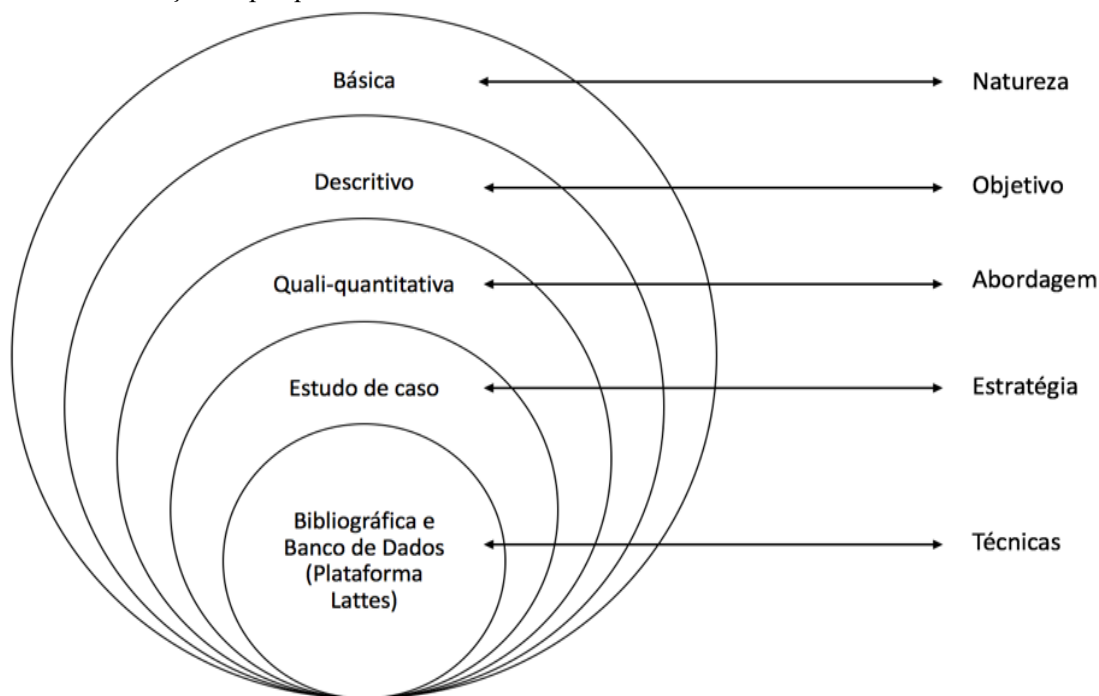 Básica
Natureza
Descritivo
Objetivo
Quali-quantitativa
Abordagem
Estudo de caso
Estratégia
Bibliográfica e
Banco de Dados
(Plataforma
Lattes)
Técnicas